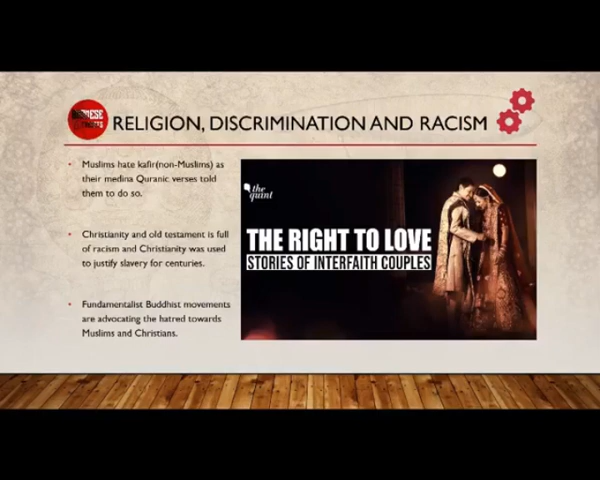 RELIGION, DISCRIMINATION AND RACISM
• Muslims hate kafir(non-Muslims) as
their medina Quranic verses told
them to do so.
• Christianity and old testament is full
of racism and Christianity was used
to justify slavery for centuries.
• Fundamentalist Buddhist movements
are advocating the hatred towards
Muslims and Christians.
the
quint
THE RIGHT TO LOVE
STORIES OF INTERFAITH COUPLES